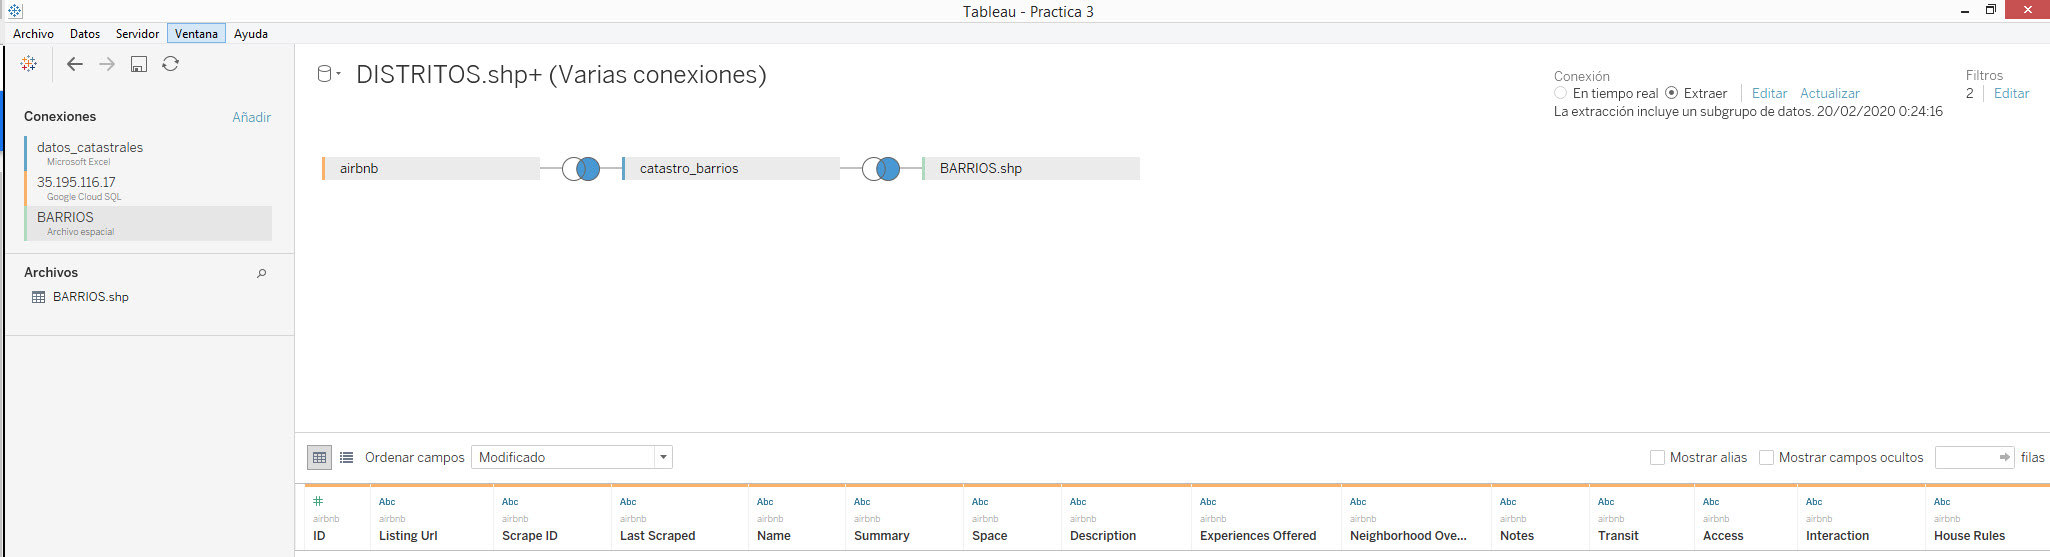 Tableau - Practica 3
Archivo Datos Servidor Ventana Ayuda
DISTRITOS.shp+ (Varias conexiones)
Conexión
En tiempo real Extraer Editar Actualizar
La extracción incluye un subgrupo de datos. 20/02/2020 0:24:16
Filtros
2 Editar
Conexiones Añadir
datos_catastrales
Microsoft Excel
35.195.116.17
Google Cloud SQL
BARRIOS
Archivo espacial
Archivos
BARRIOS.shp
airbnb catastro_barrios BARRIOS.shp
Ordenar campos Modificado Mostrar alias Mostrar campos ocultos filas
# Abc Abc Abc Abc Abc Abc Abc Abc Abc Abc Abc Abc Abc Abc
airbnb airbnb airbnb airbnb airbnb airbnb airbnb airbnb airbnb airbnb airbnb airbnb airbnb airbnb airbnb
ID Listing Url Scrape ID Last Scraped Name Summary Space Description Experiences Offered Neighborhood Ove... Notes Transit Access Interaction House Rules